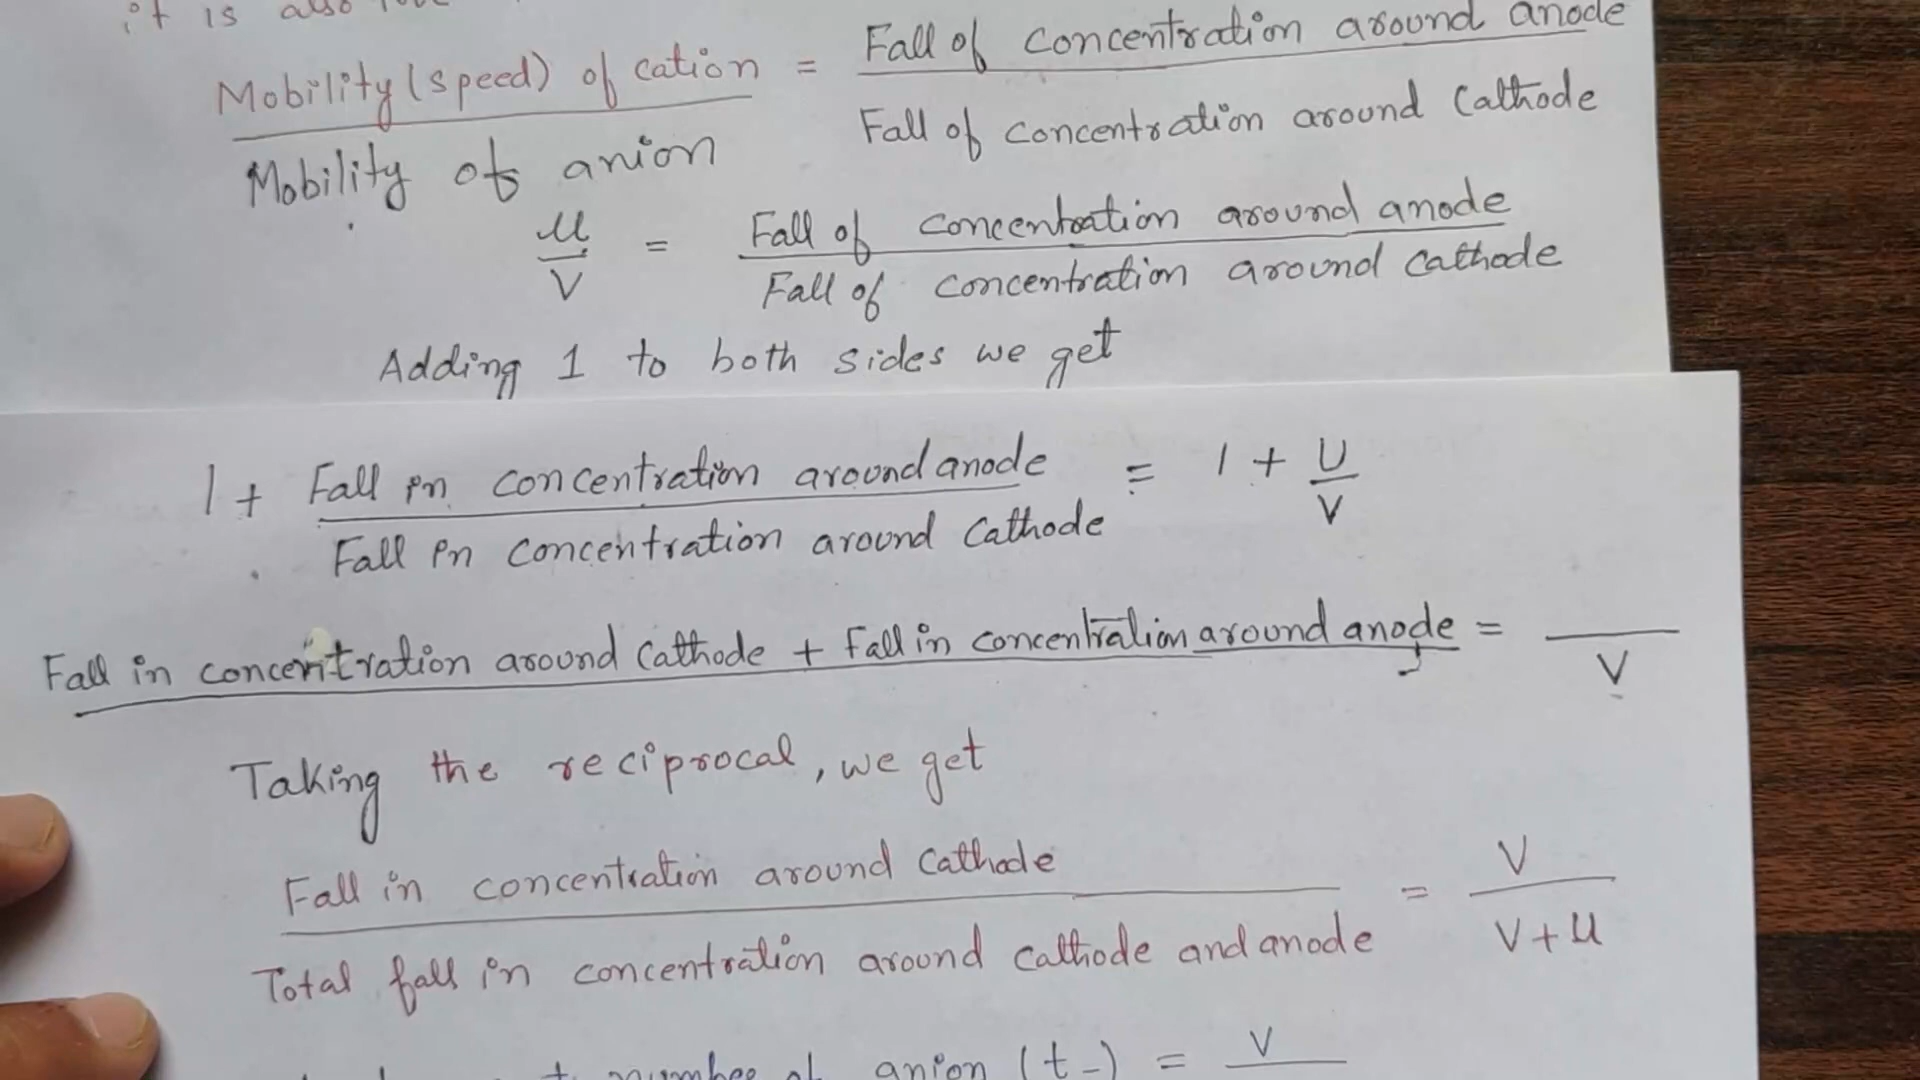 it is also
Mobility (speed) of cation = Fall of concentration around anode
Mobility of anion Fall of concentration around Cathode
u = Fall of concentration around anode
v Fall of concentration around cathode
Adding 1 to both sides we get
1 + Fall in concentration around anode = 1 + U
Fall in concentration around Cathode V
Fall in concentration around Cathode + Fall in concentration around anode =
V
Taking the reciprocal, we get
Fall in concentration around Cathode = V
Total fall in concentration around cathode and anode V + U
number of anion (t-) = V